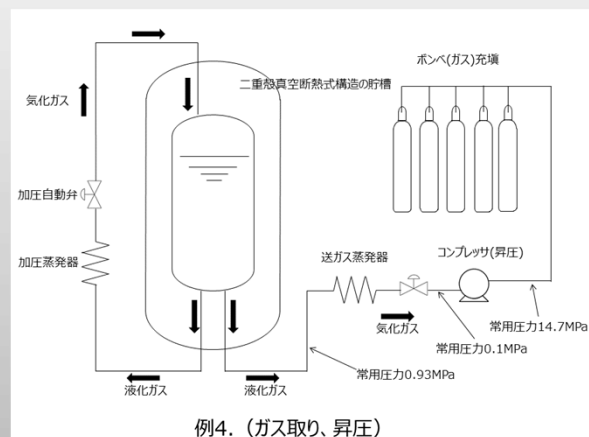 ボンベ(ガス)充塡
二重殻真空断熱式構造の貯槽
気化ガス
加圧自動弁
加圧蒸発器
送ガス蒸発器
コンプレッサ(昇圧)
気化ガス
常用圧力14.7MPa
常用圧力0.1MPa
常用圧力0.93MPa
液化ガス
液化ガス
例4.（ガス取り、昇圧）